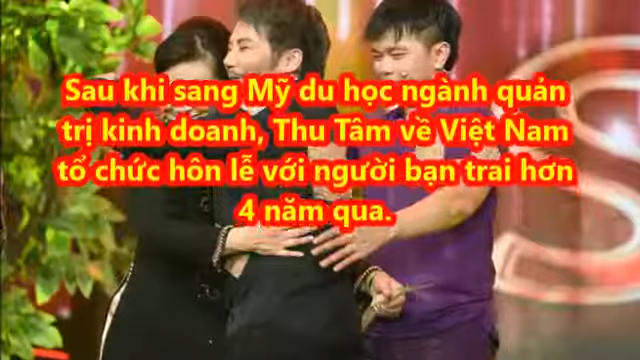 Sau khi sang Mỹ du học ngành quản
trị kinh doanh, Thu Tâm về Việt Nam
tổ chức hôn lễ với người bạn trai hơn
4 năm qua.
S